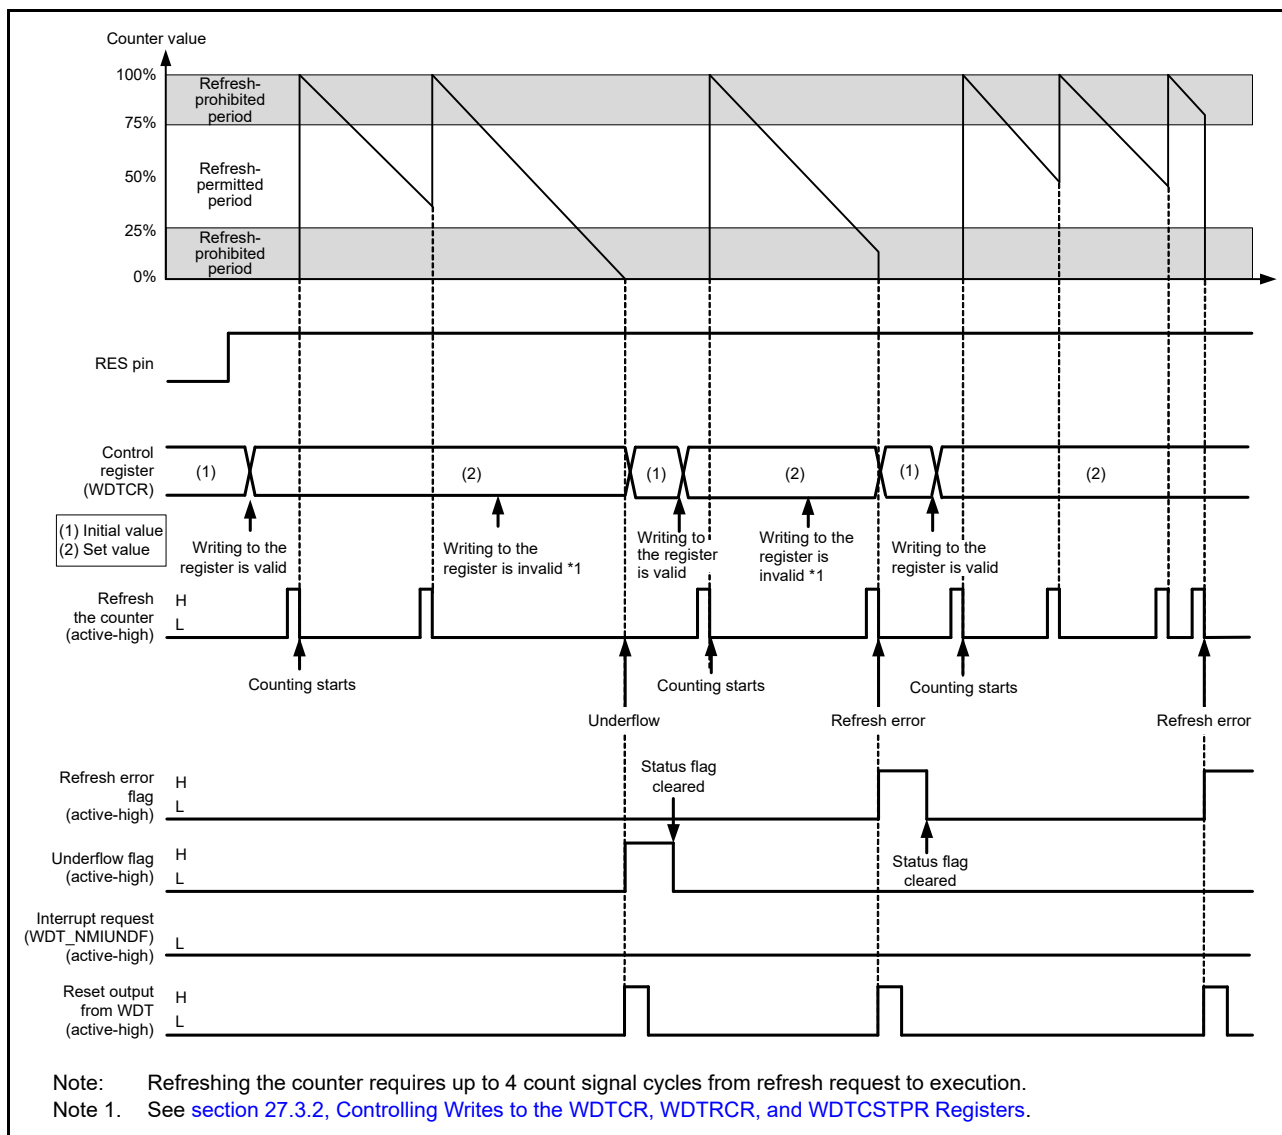 Counter value
100%
Refresh-
prohibited
period
75%
Refresh-
permitted
period
50%
25%
Refresh-
prohibited
period
0%
RES pin
Control
register
(WDTCR)
(1)
(2)
(1)
(2)
(1)
(2)
(1) Initial value
(2) Set value
Writing to the
register is valid
Writing to the
register is invalid *1
Writing to
the register
is valid
Writing to the
register is
invalid *1
Writing to the
register is valid
Refresh
the counter
(active-high)
H
L
Counting starts
Counting starts
Counting starts
Underflow
Refresh error
Refresh error
Refresh error
flag
(active-high)
H
L
Status flag
cleared
Status flag
cleared
Underflow flag
(active-high)
H
L
Interrupt request
(WDT_NMIUNDF)
(active-high)
L
Reset output
from WDT
(active-high)
H
L
Note: Refreshing the counter requires up to 4 count signal cycles from refresh request to execution.
Note 1. See section 27.3.2, Controlling Writes to the WDTCR, WDTRCR, and WDTCSTPR Registers.